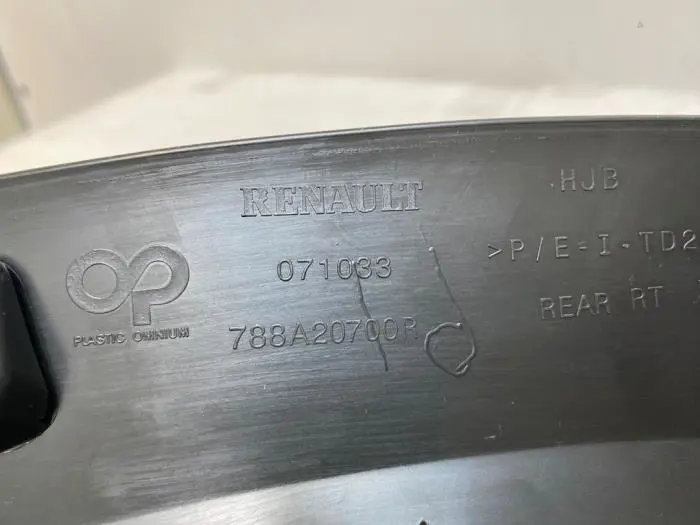 RENAULT
071033
788A20700R
OP
PLASTIC OMNIUM
HJB
>P/E-I-TD2
REAR RT